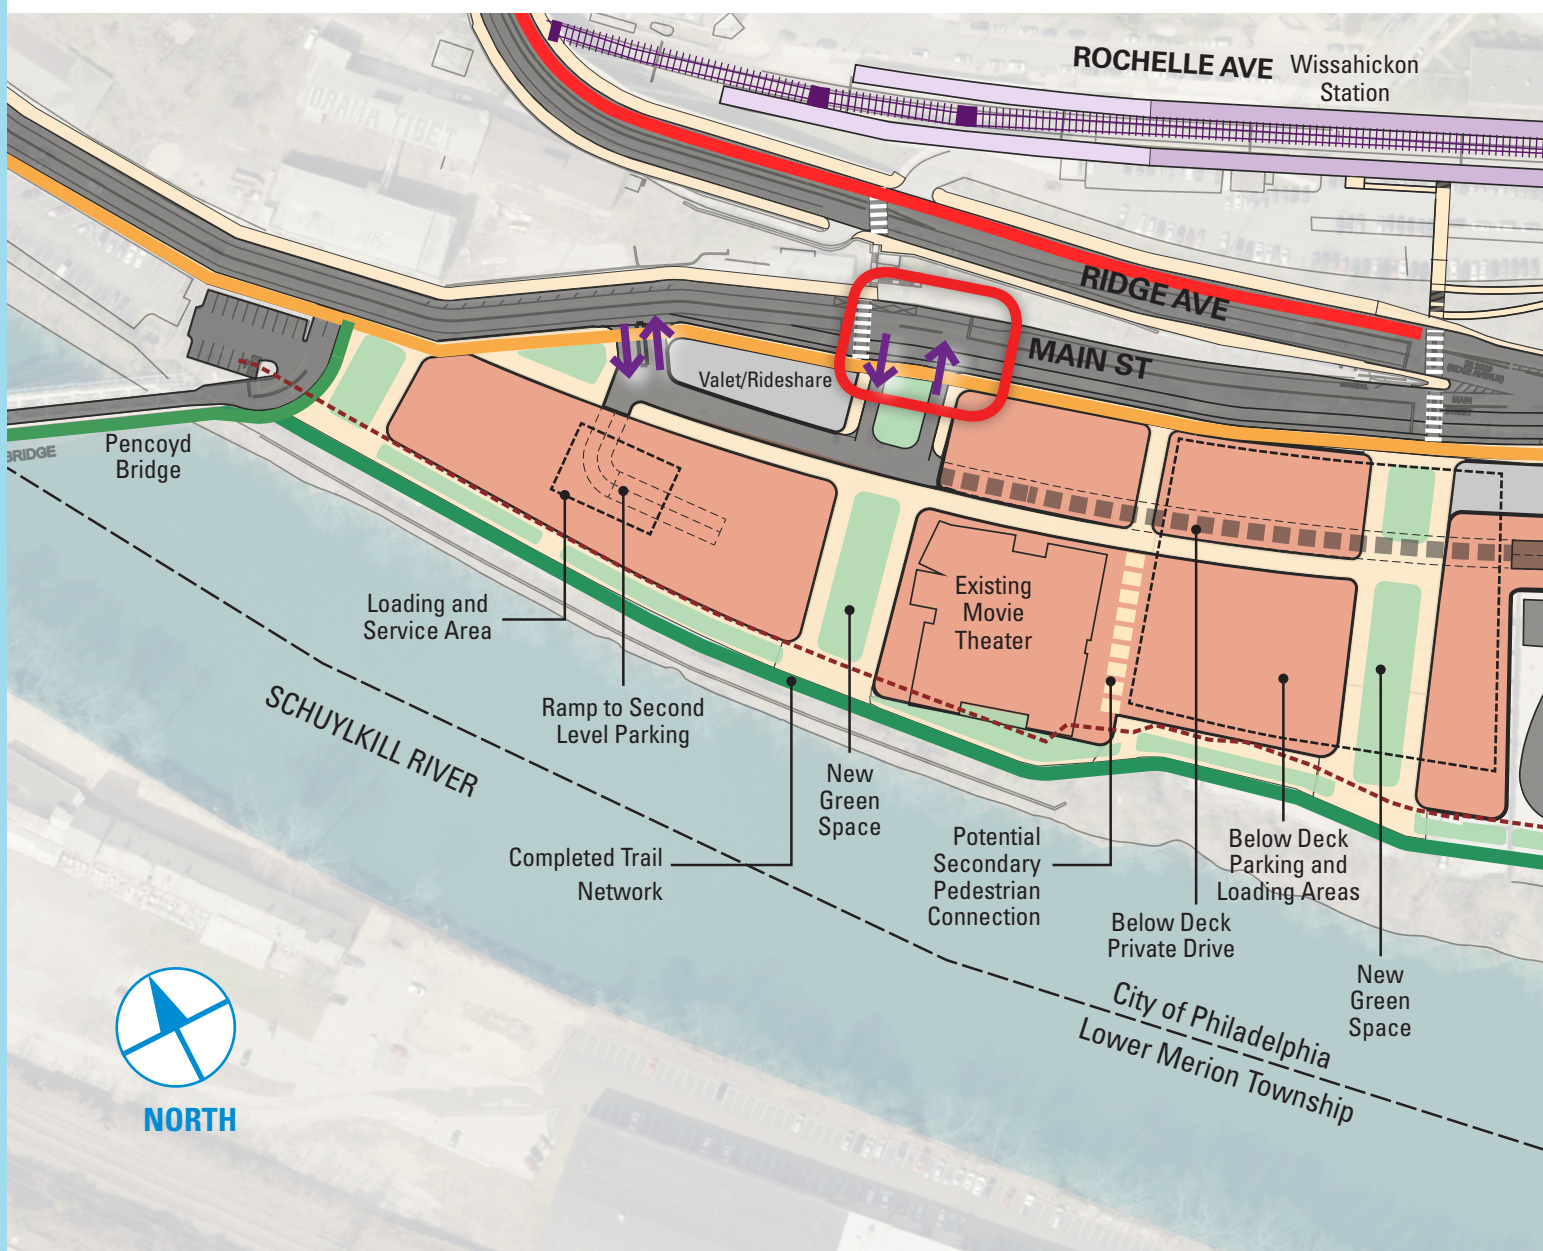 ROCHELLE AVE
Wissahickon
Station
DRAMA TIBET
RIDGE AVE
MAIN ST
Valet/Rideshare
Pencoyd
Bridge
BRIDGE
MAIN
Existing
Movie
Theater
Loading and
Service Area
Ramp to Second
Level Parking
SCHUYLKILL RIVER
New
Green
Space
Completed Trail
Network
Potential
Secondary
Pedestrian
Connection
Below Deck
Parking and
Loading Areas
Below Deck
Private Drive
New
Green
Space
City of Philadelphia
Lower Merion Township
NORTH